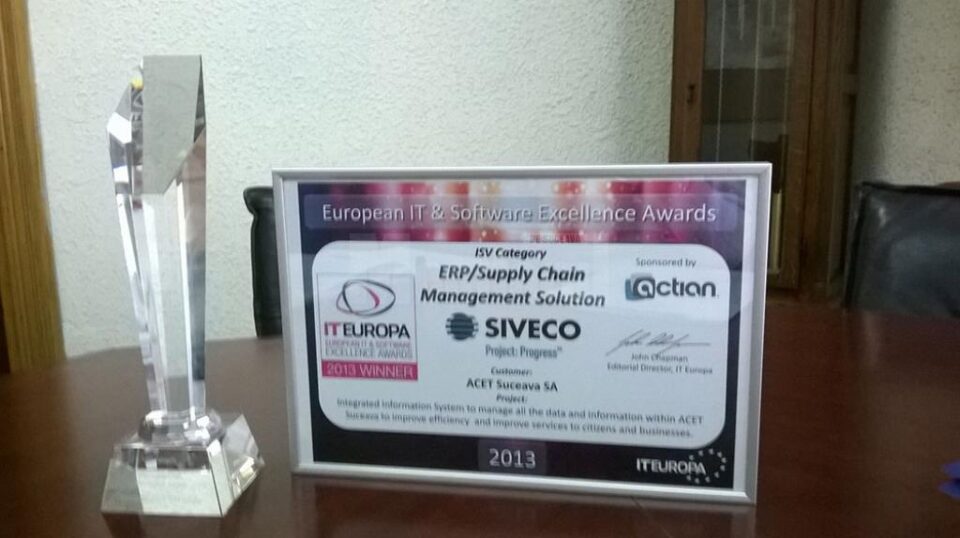 European IT & Software Excellence Awards
ISV Category
ERP/Supply Chain
Management Solution
Sponsored by
actian
ITEUROPA
EUROPEAN IT & SOFTWARE
EXCELLENCE AWARDS
2013 WINNER
SIVECO
Project: Progress
John Chapman
Editorial Director, IT Europa
Customer:
ACET Suceava SA
Project:
Integrated Information System to manage all the data and information within ACET
Suceava to improve efficiency and improve services to citizens and businesses.
2013
ITEUROPA